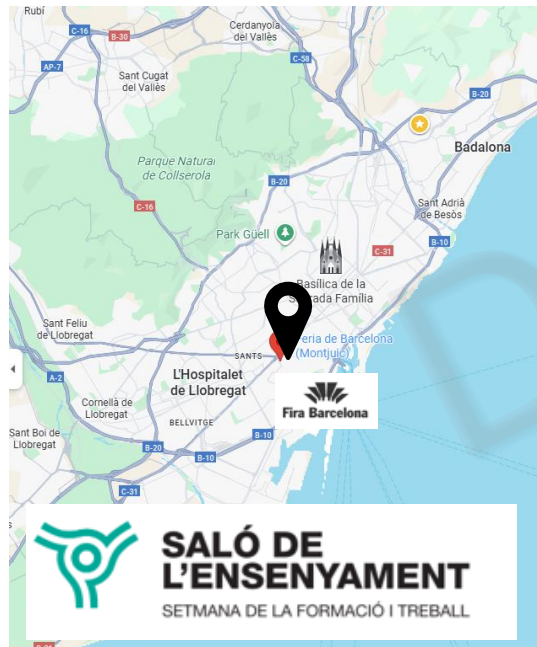 Rubí
C-16
B-30
Cerdanyola
del Vallès
AP-7
C-58
Sant Cugat
del Vallès
B-20
Badalona
Parque Natural
de Collserola
B-20
C-16
Sant Adrià
de Besòs
Park Güell
B-10
C-31
Basílica de la
Sagrada Família
Sant Feliu
de Llobregat
Feria de Barcelona
(Montjuic)
SANTS
A-2
L'Hospitalet
de Llobregat
Fira Barcelona
Cornellà de
Llobregat
BELLVITGE
Sant Boi de
Llobregat
B-10
B-20
B-10
C-31
SALÓ DE
L'ENSENYAMENT
SETMANA DE LA FORMACIÓ I TREBALL